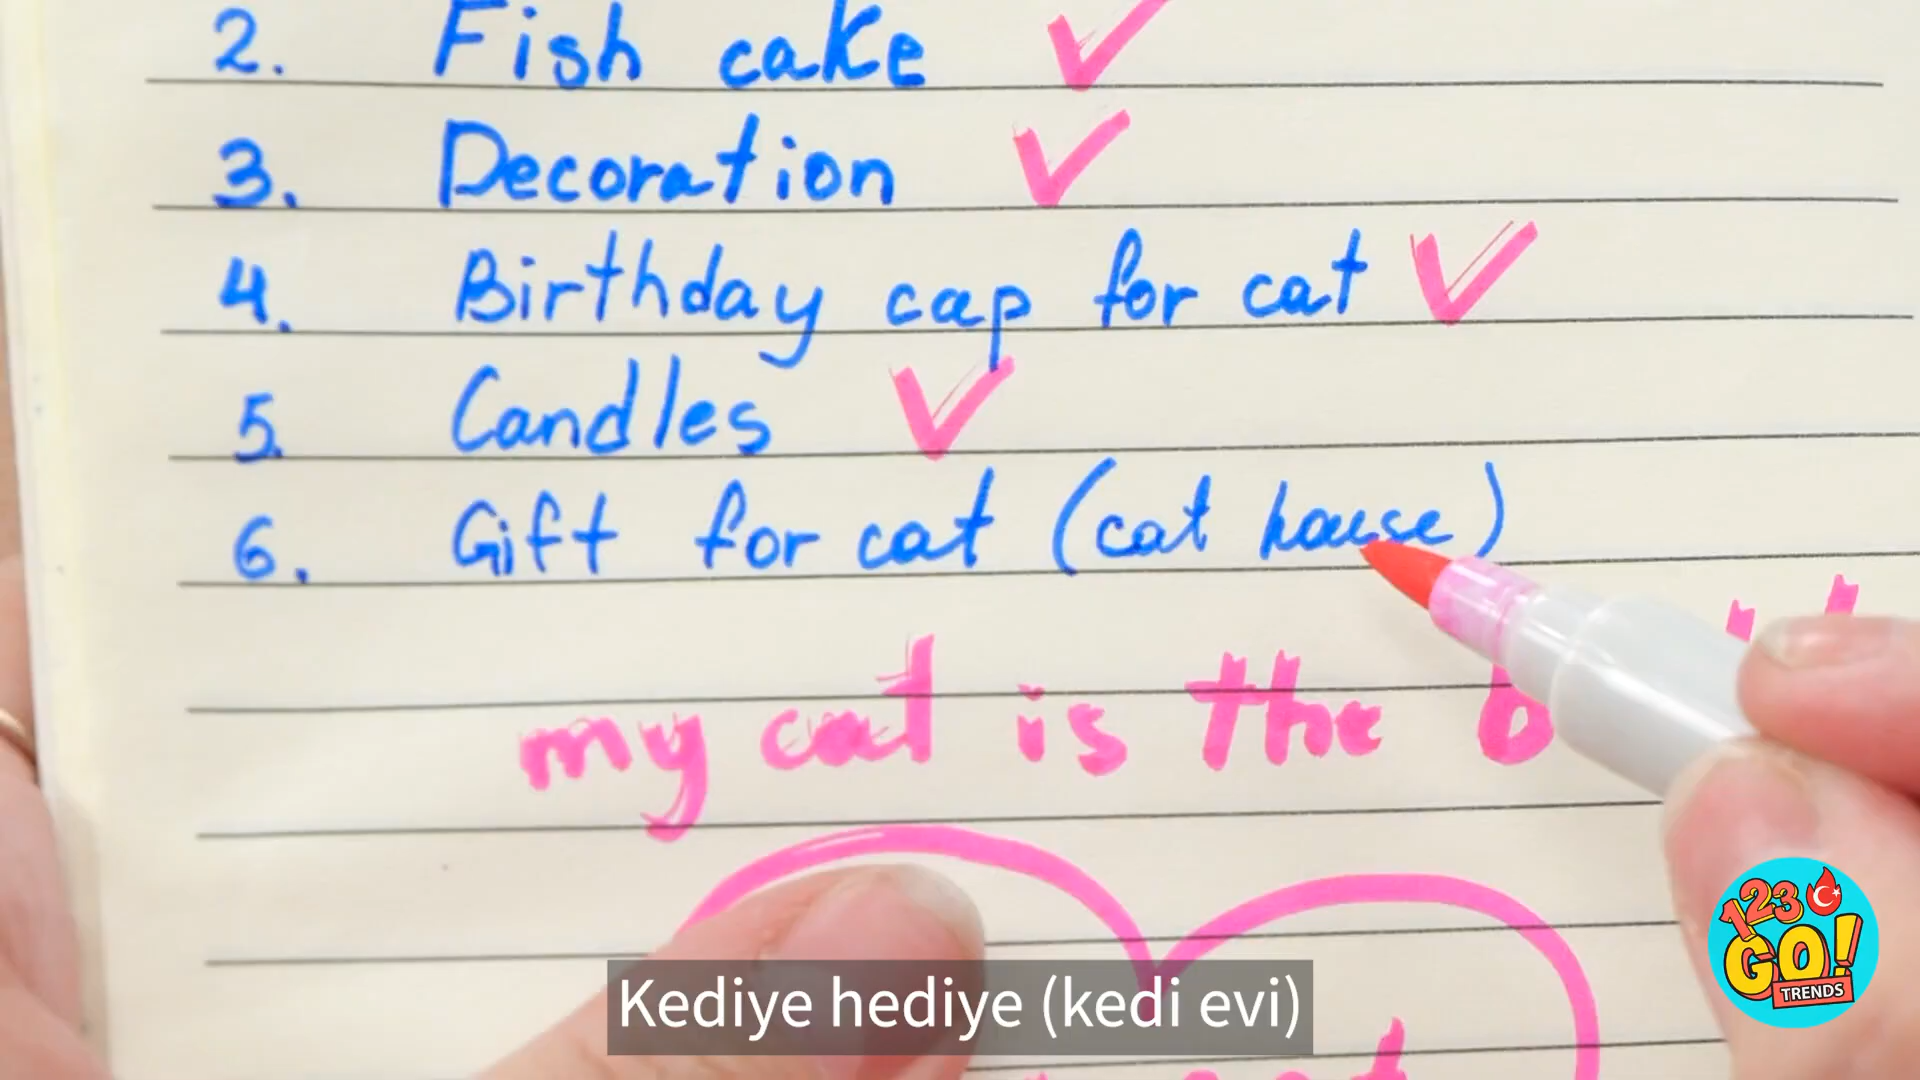 2. Fish cake
3. Decoration
4. Birthday cap for cat
5. Candles
6. Gift for cat (cat house)
my cat is the
123
GO!
TRENDS
Kediye hediye (kedi evi)